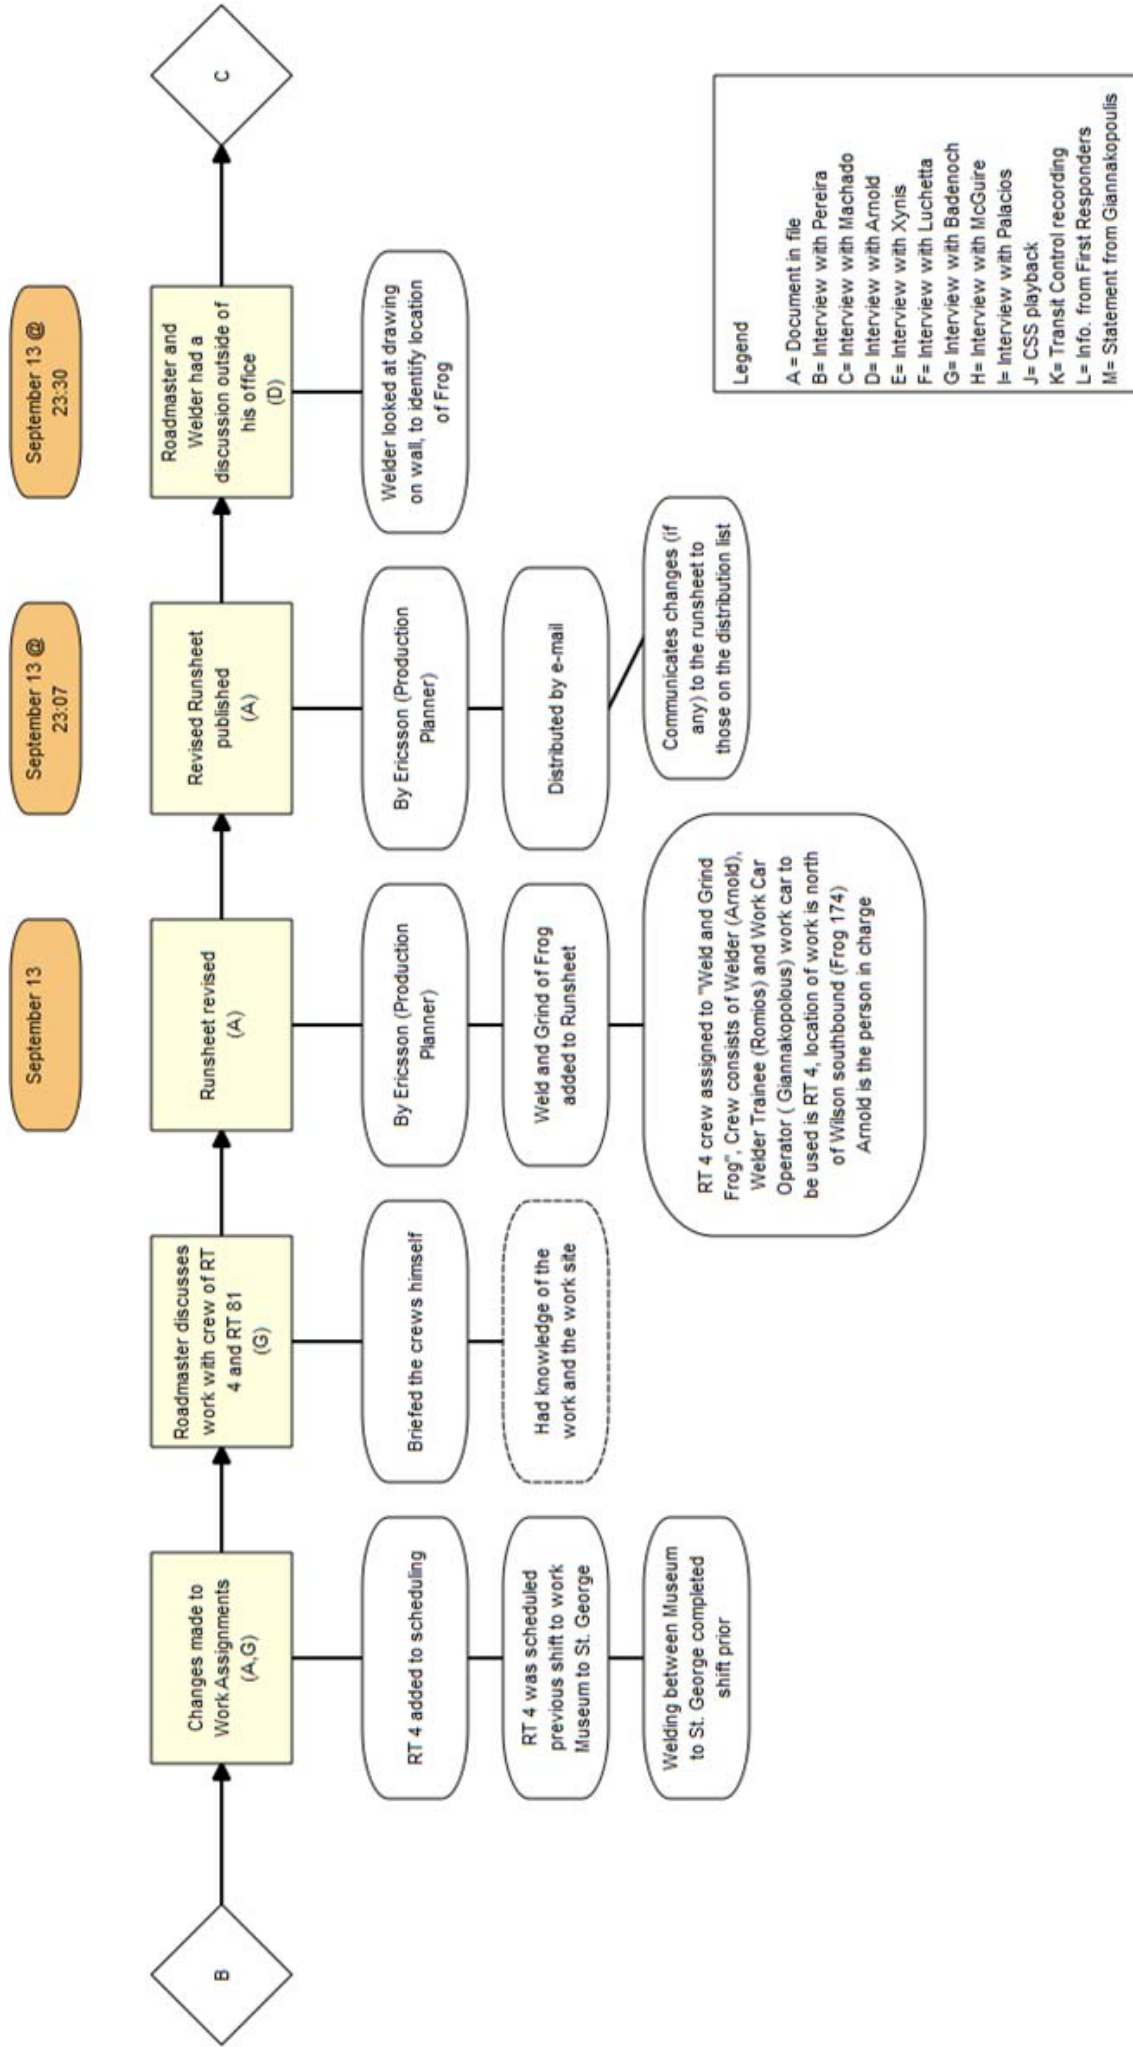 September 13
September 13 @
23:07
September 13 @
23:30
B
Changes made to
Work Assignments
(A,G)
Roadmaster discusses
work with crew of RT
4 and RT 81
(G)
Runsheet revised
(A)
Revised Runsheet
published
(A)
Roadmaster and
Welder had a
discussion outside of
his office
(D)
C
RT 4 added to scheduling
RT 4 was scheduled
previous shift to work
Museum to St. George
Welding between Museum
to St. George completed
shift prior
Briefed the crews himself
Had knowledge of the
work and the work site
By Ericsson (Production
Planner)
Weld and Grind of Frog
added to Runsheet
RT 4 crew assigned to "Weld and Grind
Frog", Crew consists of Welder (Arnold),
Welder Trainee (Romios) and Work Car
Operator ( Giannakopolous) work car to
be used is RT 4, location of work is north
of Wilson southbound (Frog 174)
Arnold is the person in charge
By Ericsson (Production
Planner)
Distributed by e-mail
Communicates changes (if
any) to the runsheet to
those on the distribution list
Welder looked at drawing
on wall, to identify location
of Frog
Legend
A = Document in file
B= Interview with Pereira
C= Interview with Machado
D= Interview with Arnold
E= Interview with Xynis
F= Interview with Luchetta
G= Interview with Badenoch
H= Interview with McGuire
I= Interview with Palacios
J= CSS playback
K= Transit Control recording
L= Info. from First Responders
M= Statement from Giannakopoulis